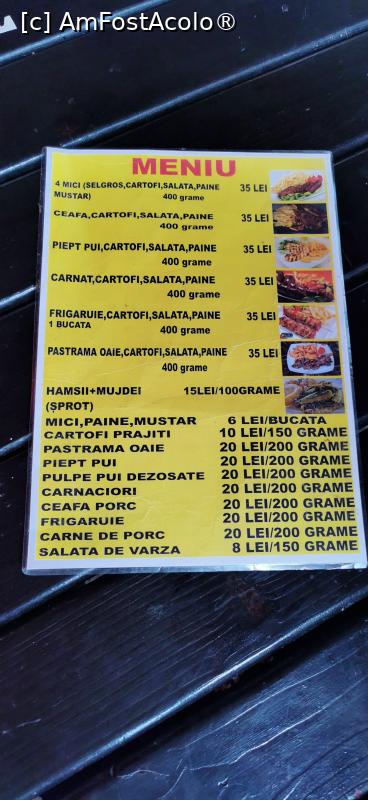 [c] AmFostAcolo®
MENIU
4 MICI (SELGROS,CARTOFI,SALATA,PAINE 35 LEI
MUSTAR) 400 grame
CEAFA,CARTOFI,SALATA,PAINE 35 LEI
400 grame
PIEPT PUI,CARTOFI,SALATA,PAINE 35 LEI
400 grame
CARNAT,CARTOFI,SALATA,PAINE 35 LEI
400 grame
FRIGARUIE,CARTOFI,SALATA,PAINE 35 LEI
1 BUCATA 400 grame
PASTRAMA OAIE,CARTOFI,SALATA,PAINE 35 LEI
400 grame
HAMSII+MUJDEI 15LEI/100GRAME
(ȘPROT)
MICI,PAINE,MUSTAR 6 LEI/BUCATA
CARTOFI PRAJITI 10 LEI/150 GRAME
PASTRAMA OAIE 20 LEI/200 GRAME
PIEPT PUI 20 LEI/200 GRAME
PULPE PUI DEZOSATE 20 LEI/200 GRAME
CARNACIORI 20 LEI/200 GRAME
CEAFA PORC 20 LEI/200 GRAME
FRIGARUIE 20 LEI/200 GRAME
CARNE DE PORC 20 LEI/200 GRAME
SALATA DE VARZA 8 LEI/150 GRAME